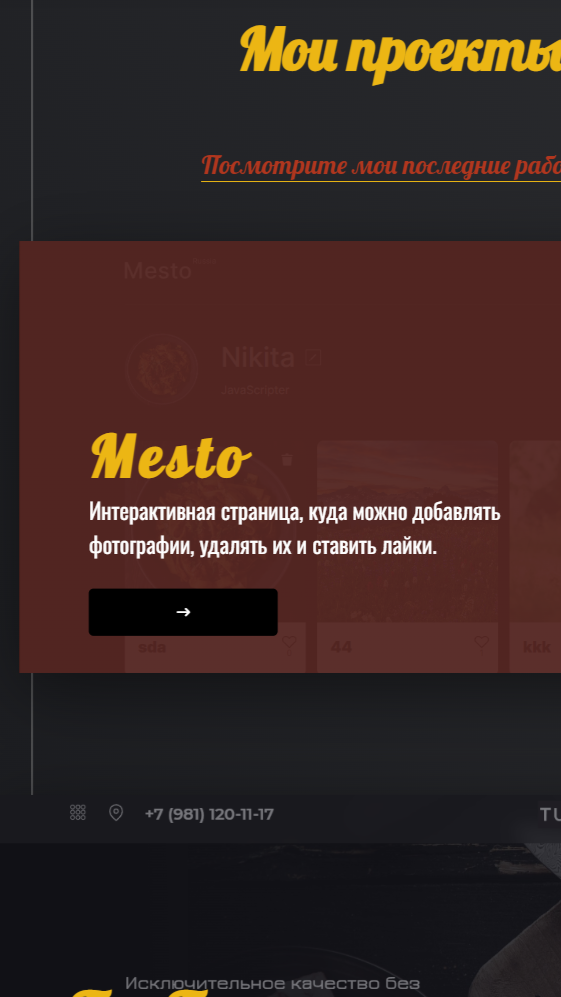 Мои проекты
Посмотрите мои последние рабо
Mesto
Nikita
JavaScripter
Mesto
Интерактивная страница, куда можно добавлять
фотографии, удалять их и ставить лайки.
→
sda
44
kkk
+7 (981) 120-11-17
TU
Исключительное качество без